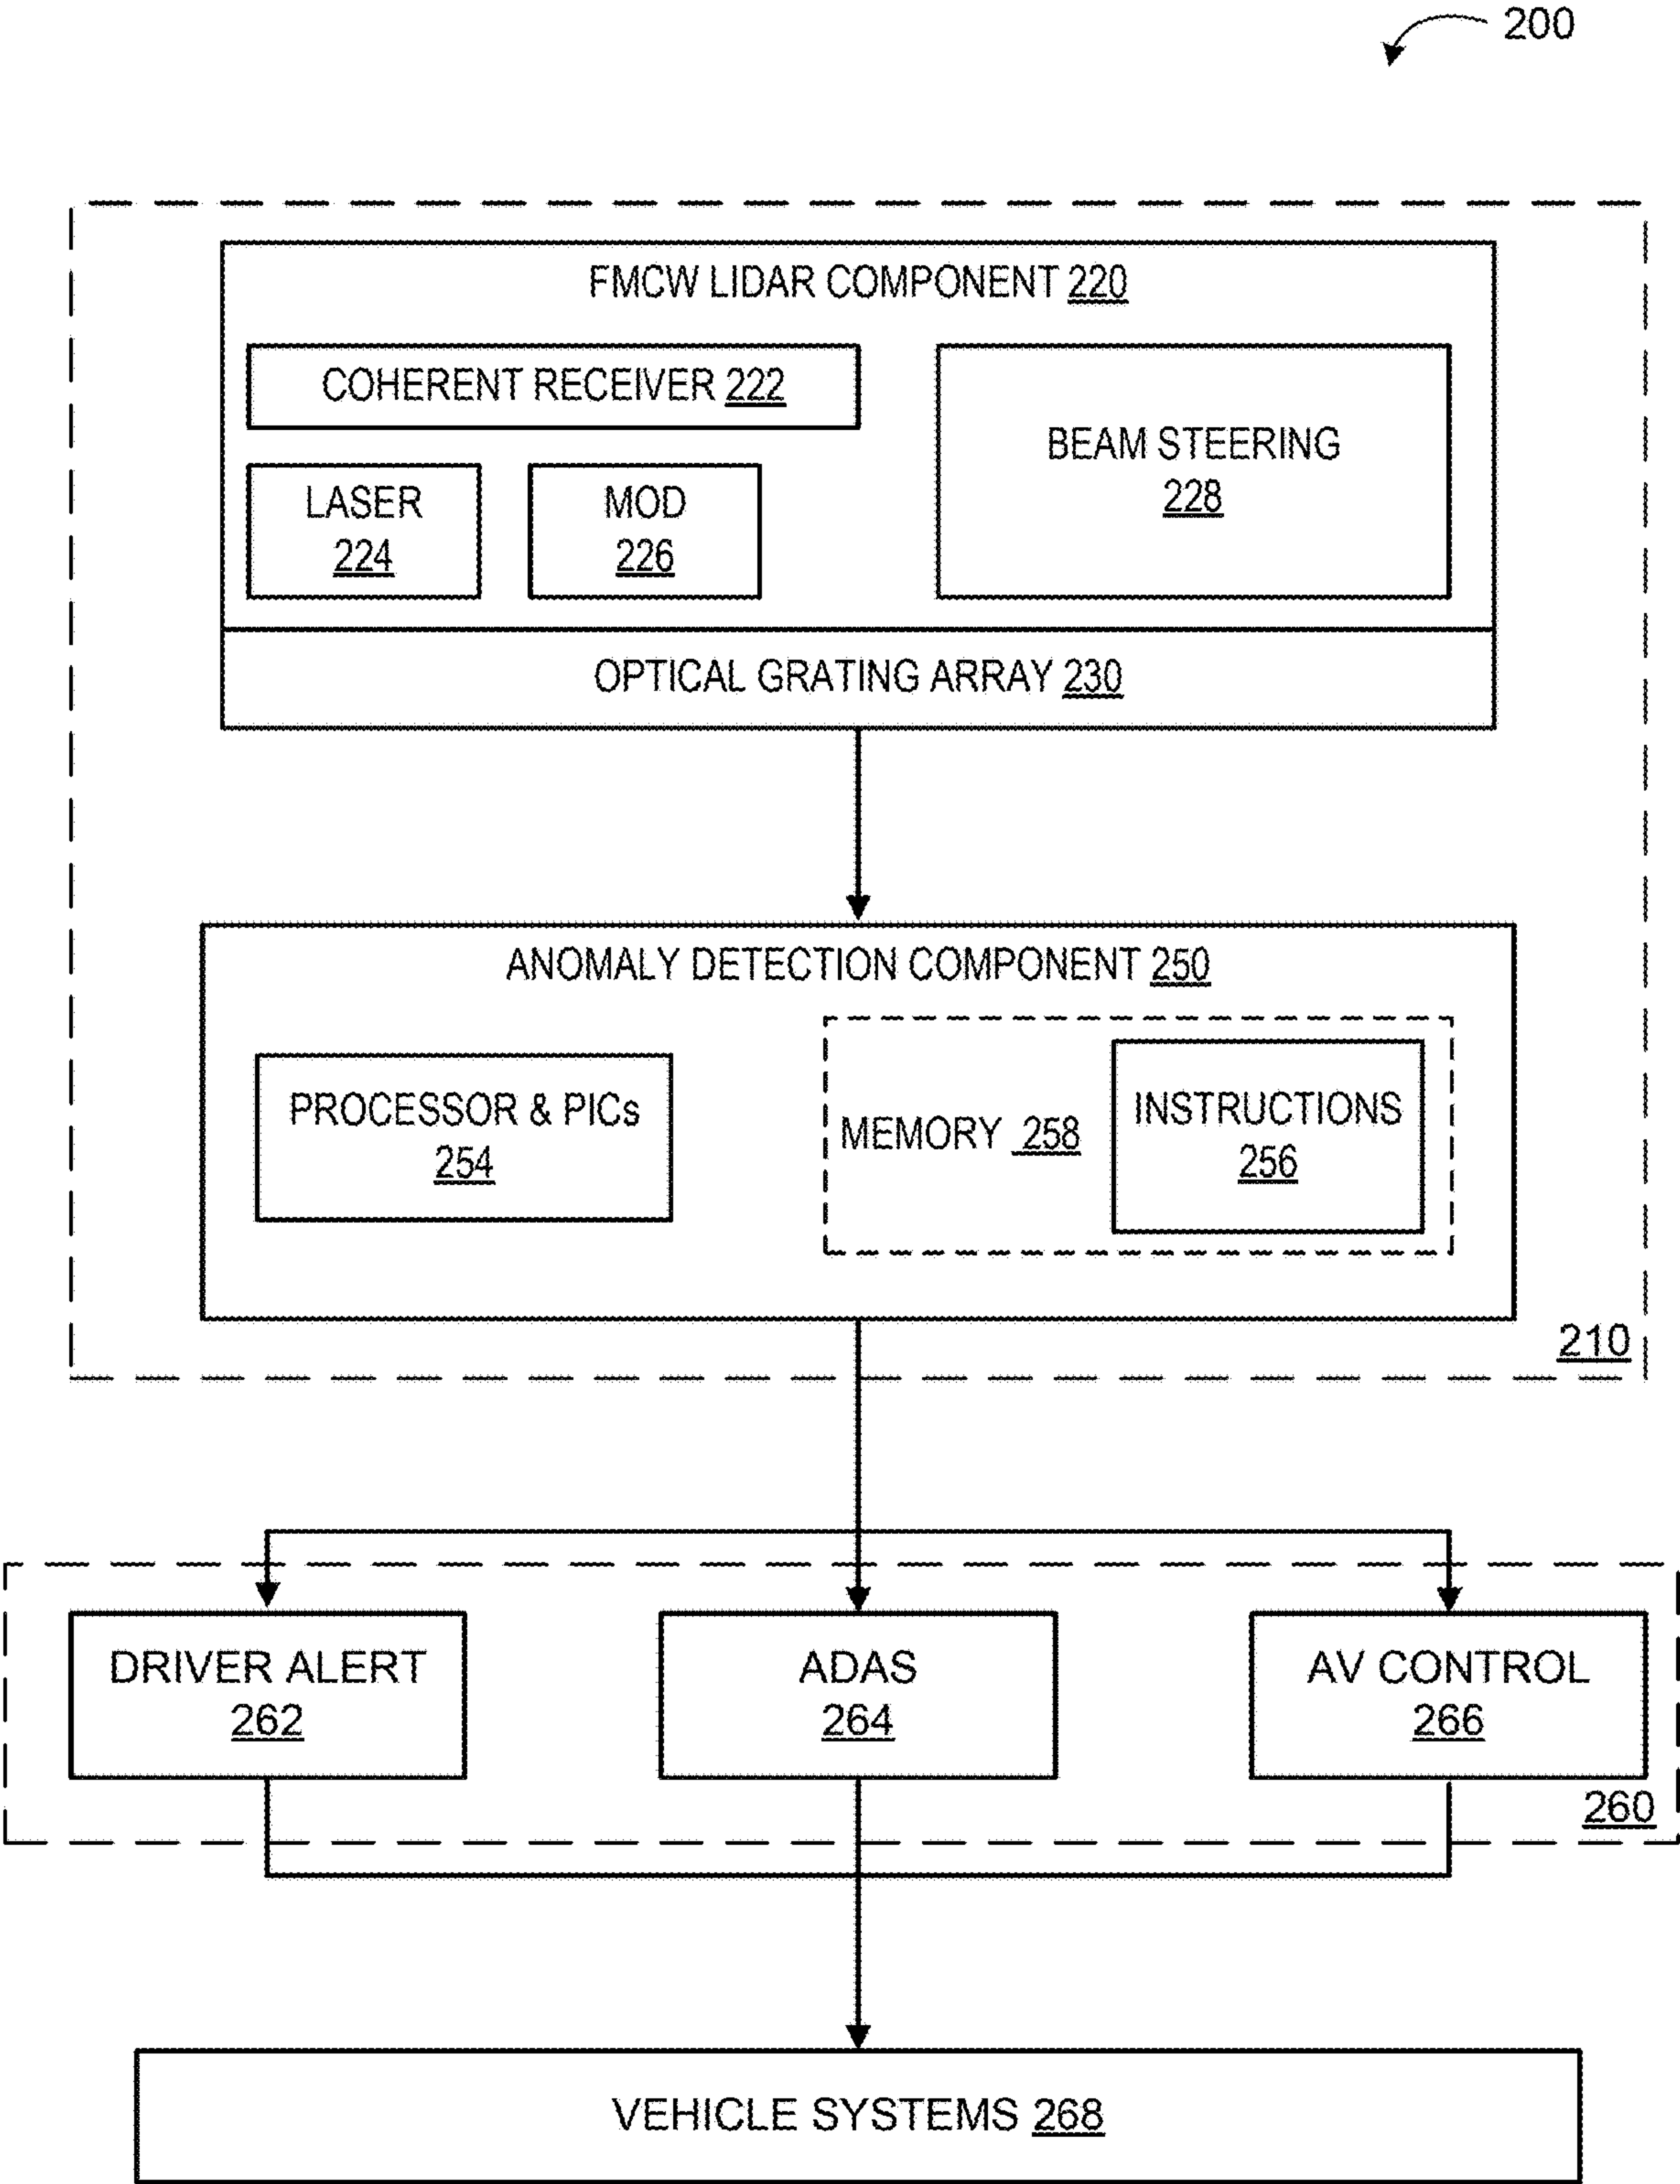 200
FMCW LIDAR COMPONENT 220
COHERENT RECEIVER 222
BEAM STEERING
228
LASER
224
MOD
226
OPTICAL GRATING ARRAY 230
ANOMALY DETECTION COMPONENT 250
PROCESSOR & PICs
254
MEMORY 258
INSTRUCTIONS
256
210
DRIVER ALERT
262
ADAS
264
AV CONTROL
266
260
VEHICLE SYSTEMS 268